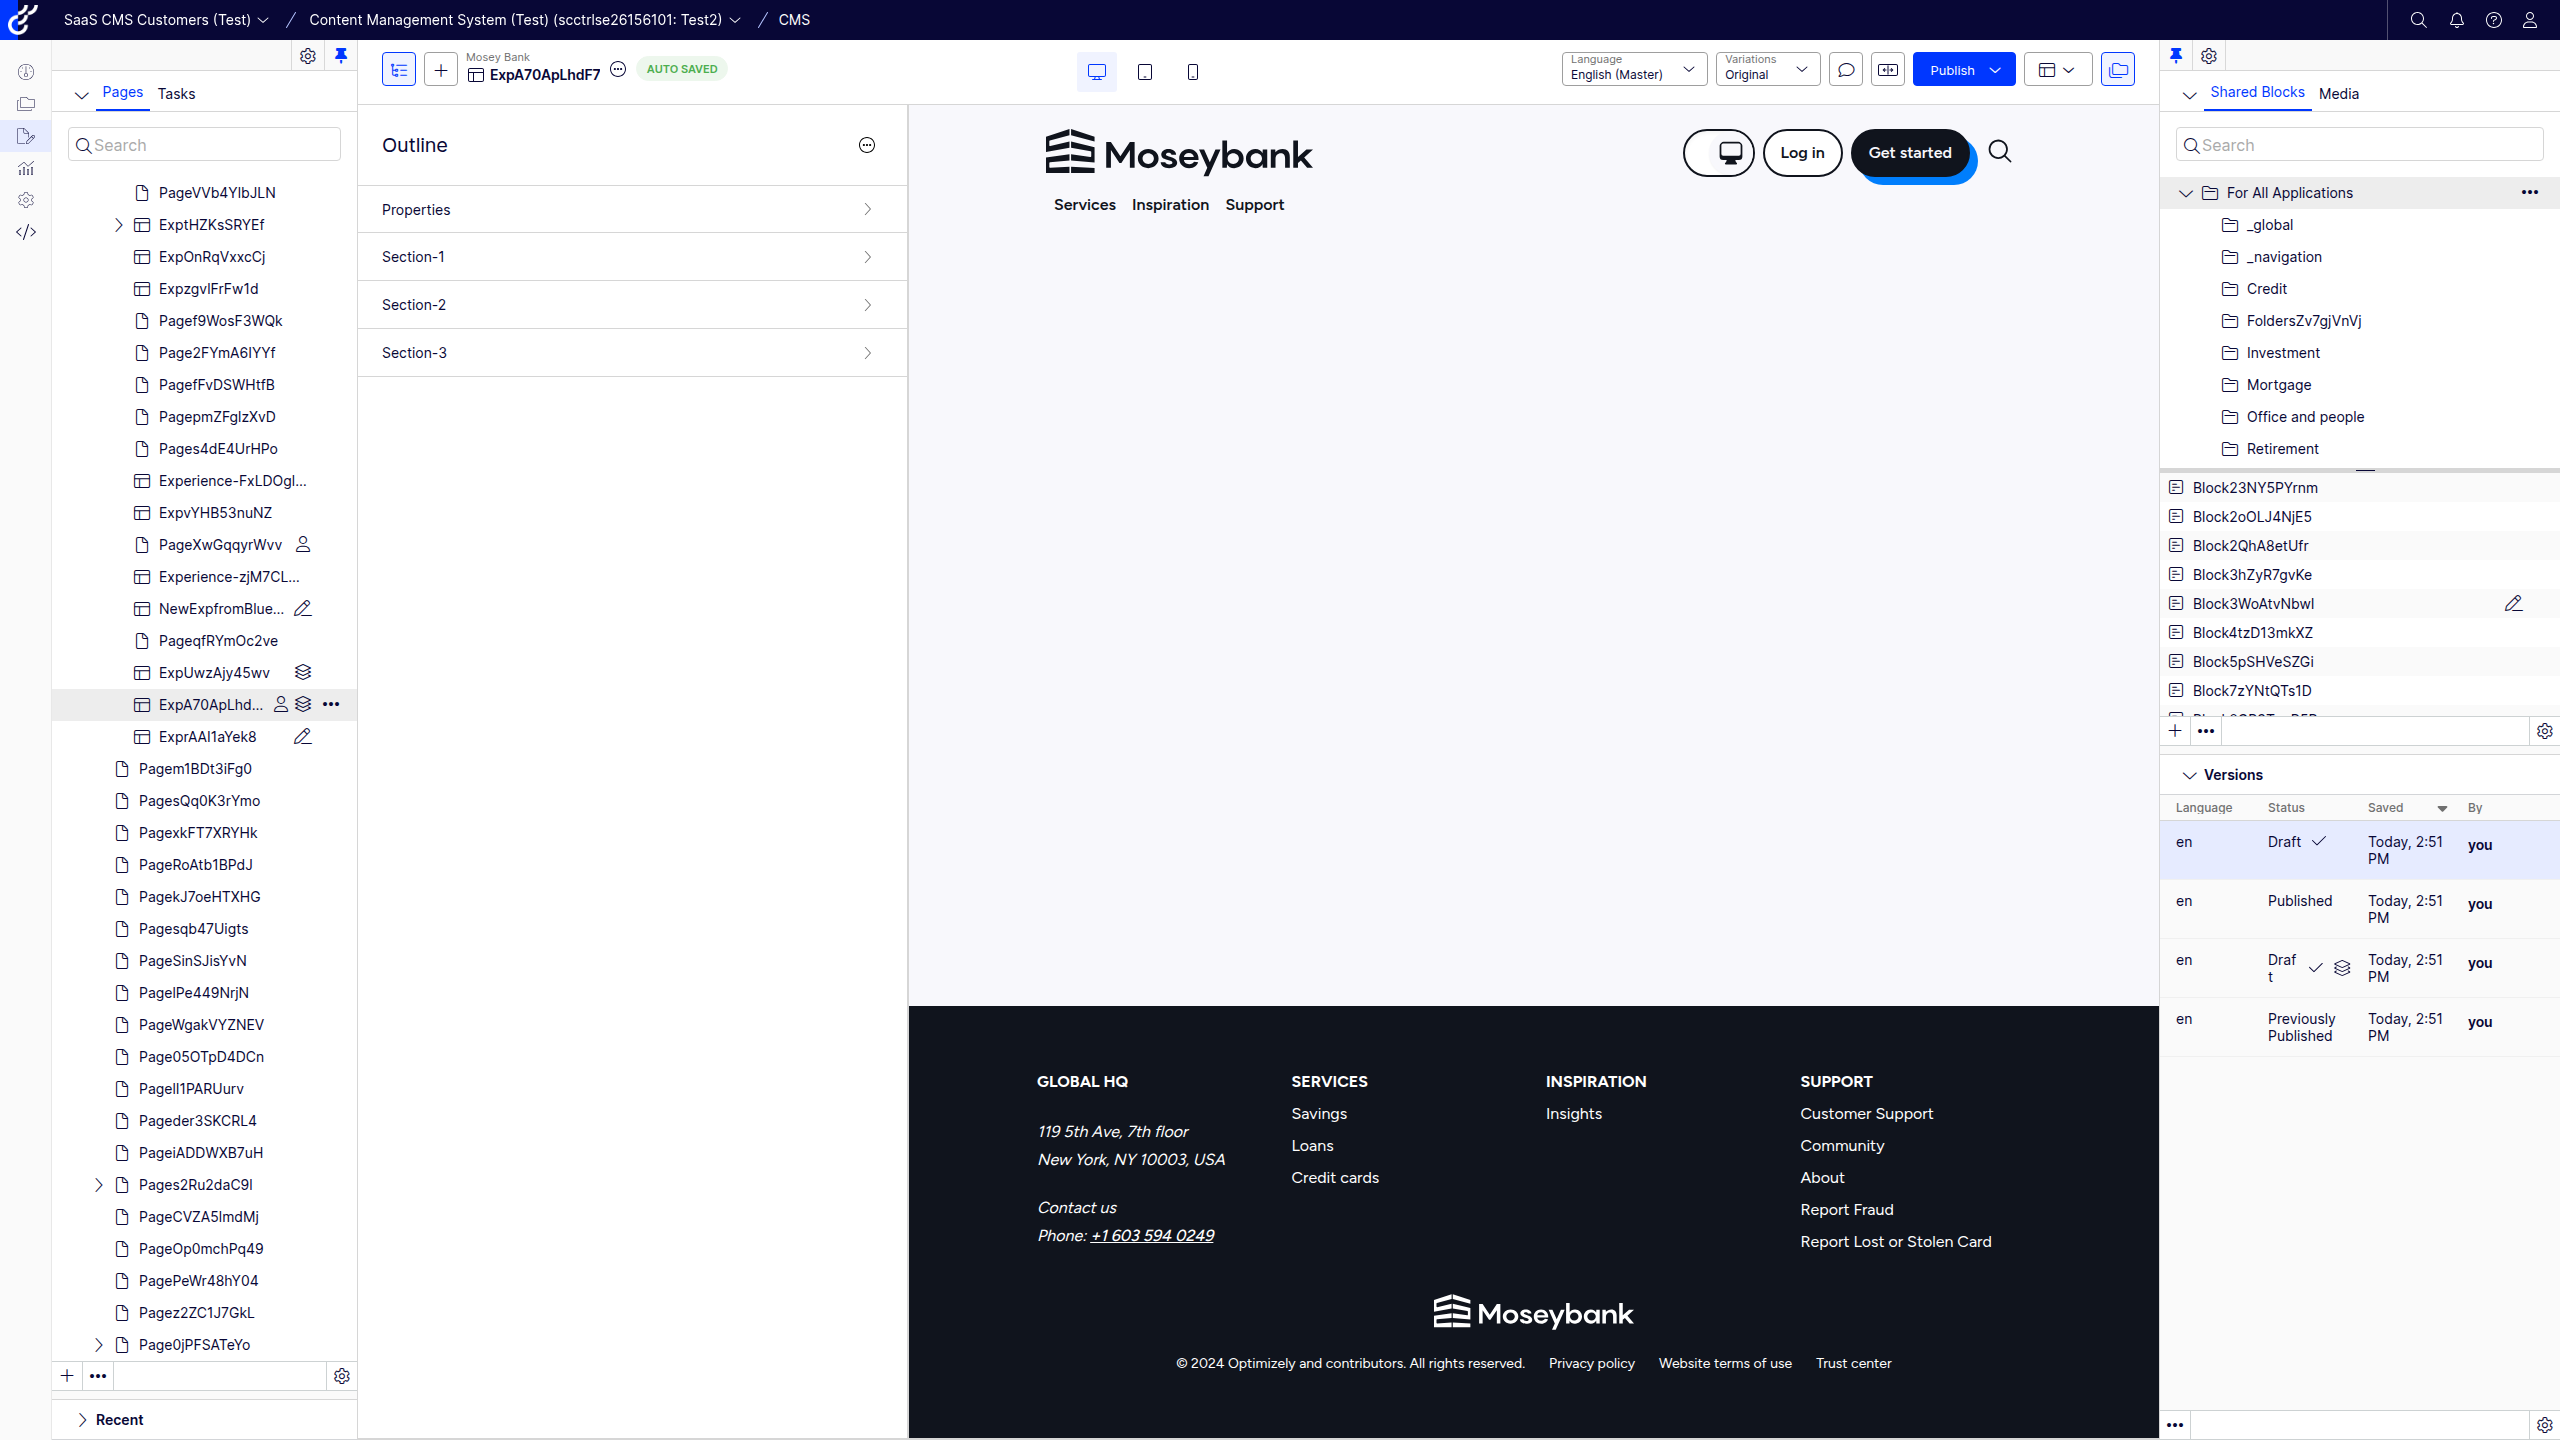 SaaS CMS Customers (Test)
Content Management System (Test) (scctrlse26156101: Test2)
CMS
Pages
Tasks
Search
PageVVb4YIbJLN
ExptHZKsSRYEf
ExpOnRqVxxcCj
ExpzgvlFrFw1d
Pagef9WosF3WQk
Page2FYmA6IYYf
PagefFvDSWHtfB
PagepmZFglzXvD
Pages4dE4UrHPo
Experience-FxLDOgl...
ExpvYHB53nuNZ
PageXwGqqyrWvv
Experience-zjM7CL...
NewExpfromBlue...
PageqfRYmOc2ve
ExpUwzAjy45wv
ExpA70ApLhd...
ExprAAI1aYek8
Pagem1BDt3iFg0
PagesQq0K3rYmo
PagexkFT7XRYHk
PageRoAtb1BPdJ
PagekJ7oeHTXHG
Pagesqb47Uigts
PageSinSJisYvN
PagelPe449NrjN
PageWgakVYZNEV
Page05OTpD4DCn
PageIl1PARUurv
Pageder3SKCRL4
PageiADDWXB7uH
Pages2Ru2daC9I
PageCVZA5lmdMj
PageOp0mchPq49
PagePeWr48hY04
Pagez2ZC1J7GkL
Page0jPFSATeYo
Recent
Mosey Bank
ExpA70ApLhdF7
AUTO SAVED
Language
English (Master)
Variations
Original
Publish
Outline
Properties
Section-1
Section-2
Section-3
Moseybank
Log in
Get started
Services
Inspiration
Support
GLOBAL HQ
119 5th Ave, 7th floor
New York, NY 10003, USA
Contact us
Phone: +1 603 594 0249
SERVICES
Savings
Loans
Credit cards
INSPIRATION
Insights
SUPPORT
Customer Support
Community
About
Report Fraud
Report Lost or Stolen Card
Moseybank
© 2024 Optimizely and contributors. All rights reserved.
Privacy policy
Website terms of use
Trust center
Shared Blocks
Media
Search
For All Applications
_global
_navigation
Credit
FoldersZv7gjVnVj
Investment
Mortgage
Office and people
Retirement
Block23NY5PYrnm
Block2oOLJ4NjE5
Block2QhA8etUfr
Block3hZyR7gvKe
Block3WoAtvNbwI
Block4tzD13mkXZ
Block5pSHVeSZGi
Block7zYNtQTs1D
Versions
Language Status Saved By
en Draft Today, 2:51 PM you
en Published Today, 2:51 PM you
en Draft Today, 2:51 PM you
en Previously Published Today, 2:51 PM you